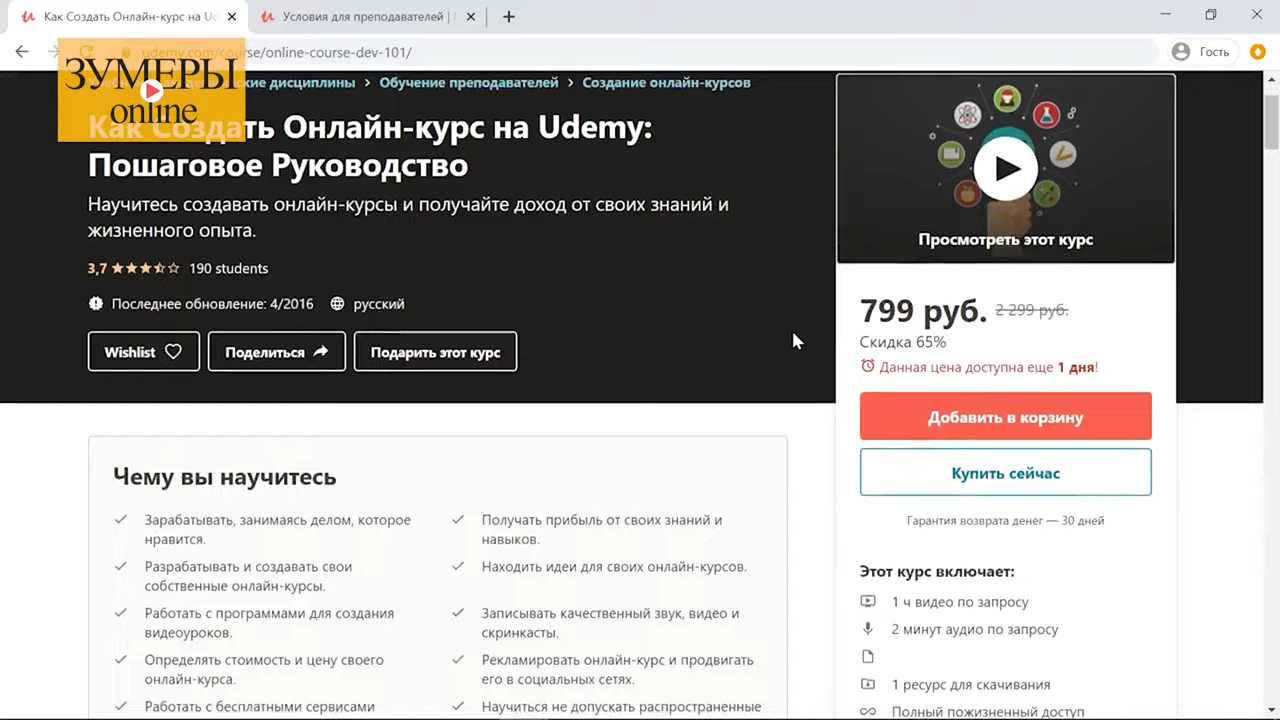 Как Создать Онлайн-курс на Ud
Условия для преподавателей |
udemy.com/course/online-course-dev-101/
Гость
ЗУМЕРЫ
online
ские дисциплины > Обучение преподавателей > Создание онлайн-курсов
Как Создать Онлайн-курс на Udemy:
Пошаговое Руководство
Научитесь создавать онлайн-курсы и получайте доход от своих знаний и
жизненного опыта.
3,7 190 students
Последнее обновление: 4/2016 русский
Wishlist Поделиться Подарить этот курс
Просмотреть этот курс
799 руб. 2 299 руб.
Скидка 65%
Данная цена доступна еще 1 дня!
Добавить в корзину
Купить сейчас
Гарантия возврата денег — 30 дней
Этот курс включает:
1 ч видео по запросу
2 минут аудио по запросу
1 ресурс для скачивания
Полный пожизненный доступ
Чему вы научитесь
Зарабатывать, занимаясь делом, которое
нравится.
Разрабатывать и создавать свои
собственные онлайн-курсы.
Работать с программами для создания
видеоуроков.
Определять стоимость и цену своего
онлайн-курса.
Работать с бесплатными сервисами
Получать прибыль от своих знаний и
навыков.
Находить идеи для своих онлайн-курсов.
Записывать качественный звук, видео и
скринкасты.
Рекламировать онлайн-курс и продвигать
его в социальных сетях.
Научиться не допускать распространенные